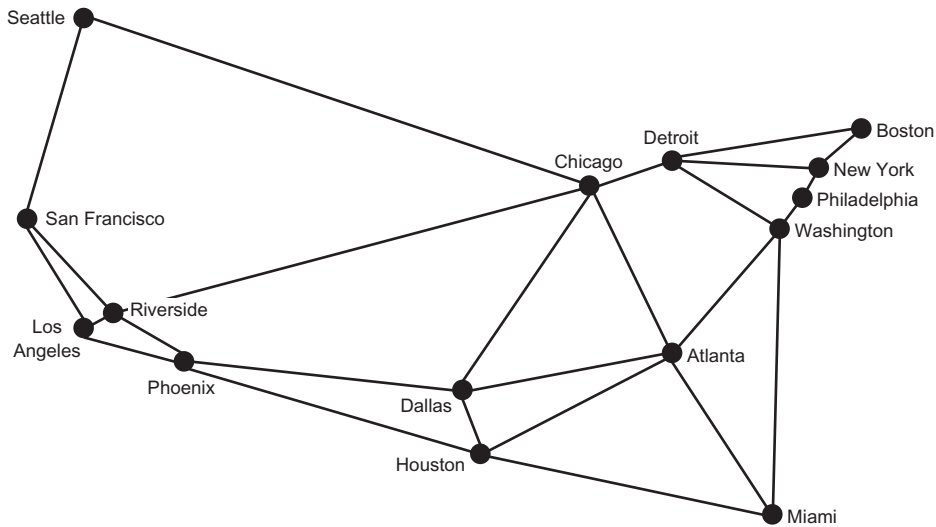 Seattle
Boston
Detroit
Chicago
New York
Philadelphia
San Francisco
Washington
Riverside
Los
Angeles
Atlanta
Phoenix
Dallas
Houston
Miami